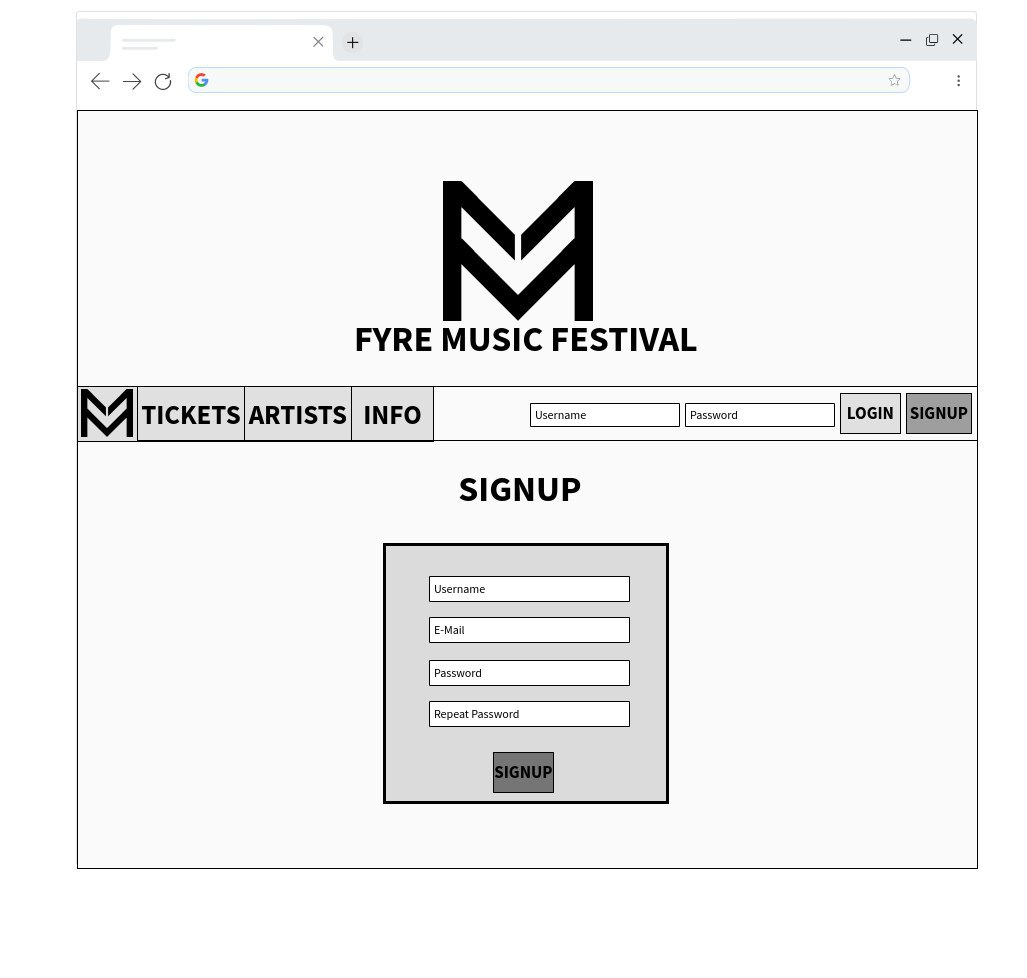 FYRE MUSIC FESTIVAL
TICKETS ARTISTS INFO Username Password LOGIN SIGNUP
SIGNUP
Username
E-Mail
Password
Repeat Password
SIGNUP